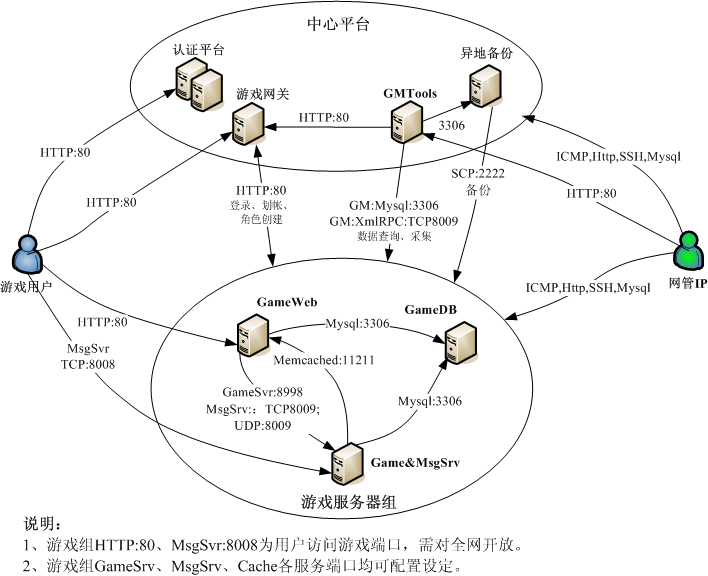 中心平台
认证平台
异地备份
游戏网关
GMTools
HTTP:80
3306
HTTP:80
ICMP,Http,SSH,Mysql
SCP:2222
备份
HTTP:80
HTTP:80
HTTP:80
登录、划帐、
角色创建
GM:Mysql:3306
GM:XmlRPC:TCP8009
数据查询、采集
游戏用户
网管IP
ICMP,Http,SSH,Mysql
GameWeb
GameDB
HTTP:80
Mysql:3306
MsgSvr
TCP:8008
Memcached:11211
GameSvr:8998
MsgSrv:：TCP8009;
UDP:8009
Mysql:3306
Game&MsgSrv
游戏服务器组
说明：
1、游戏组HTTP:80、MsgSvr:8008为用户访问游戏端口，需对全网开放。
2、游戏组GameSrv、MsgSrv、Cache各服务端口均可配置设定。